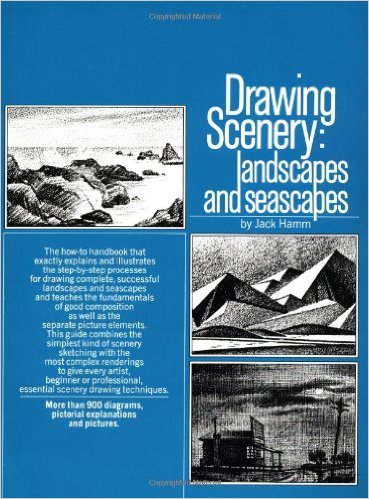 Copyrighted Material
Drawing
Scenery:
landscapes
and seascapes
by Jack Hamm
The how-to handbook that
exactly explains and illustrates
the step-by-step processes
for drawing complete, successful
landscapes and seascapes
and teaches the fundamentals
of good composition
as well as the
separate picture elements.
This guide combines the
simplest kind of scenery
sketching with the
most complex renderings
to give every artist,
beginner or professional,
essential scenery drawing techniques.
More than 900 diagrams,
pictorial explanations
and pictures.
Copyrighted Material